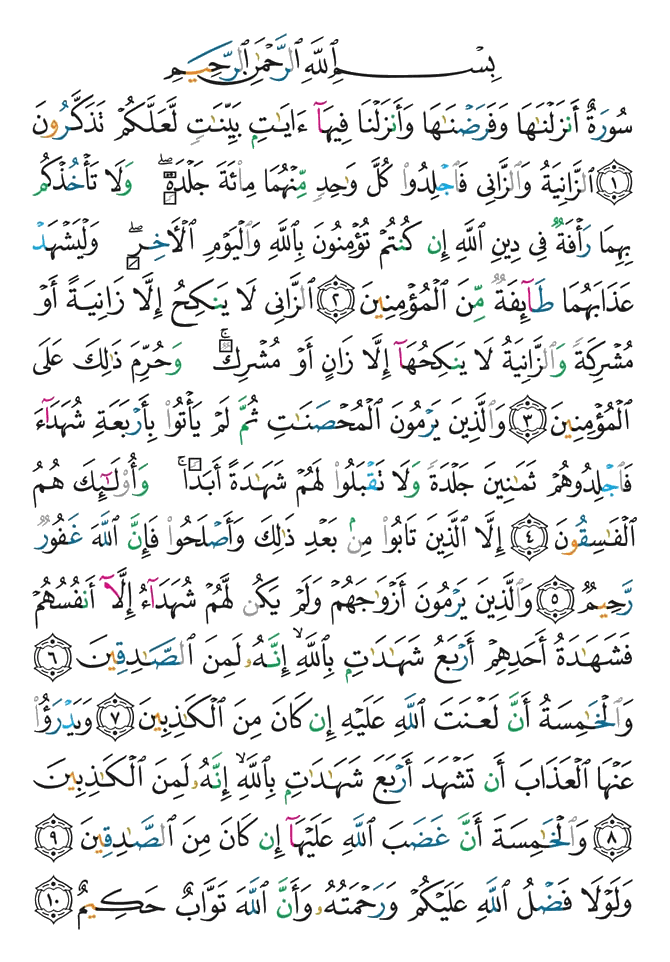 بِسْمِ ٱللَّهِ ٱلرَّحْمَٰنِ ٱلرَّحِيمِ
سُورَةٌ أَنزَلْنَٰهَا وَفَرَضْنَٰهَا وَأَنزَلْنَا فِيهَآ ءَايَٰتٍۭ بَيِّنَٰتٍ لَّعَلَّكُمْ تَذَكَّرُونَ
١ ٱلزَّانِيَةُ وَٱلزَّانِى فَٱجْلِدُوا۟ كُلَّ وَٰحِدٍ مِّنْهُمَا مِا۟ئَةَ جَلْدَةٍۖ وَلَا تَأْخُذْكُم
بِهِمَا رَأْفَةٌ فِى دِينِ ٱللَّهِ إِن كُنتُمْ تُؤْمِنُونَ بِٱللَّهِ وَٱلْيَوْمِ ٱلْأَخِرِۖ وَلْيَشْهَدْ
عَذَابَهُمَا طَآئِفَةٌ مِّنَ ٱلْمُؤْمِنِينَ ٢ ٱلزَّانِى لَا يَنكِحُ إِلَّا زَانِيَةً أَوْ
مُشْرِكَةً وَٱلزَّانِيَةُ لَا يَنكِحُهَآ إِلَّا زَانٍ أَوْ مُشْرِكٌۚ وَحُرِّمَ ذَٰلِكَ عَلَى
ٱلْمُؤْمِنِينَ ٣ وَٱلَّذِينَ يَرْمُونَ ٱلْمُحْصَنَٰتِ ثُمَّ لَمْ يَأْتُوا۟ بِأَرْبَعَةِ شُهَدَآءَ
فَٱجْلِدُوهُمْ ثَمَٰنِينَ جَلْدَةً وَلَا تَقْبَلُوا۟ لَهُمْ شَهَٰدَةً أَبَدًاۚ وَأُو۟لَٰٓئِكَ هُمُ
ٱلْفَٰسِقُونَ ٤ إِلَّا ٱلَّذِينَ تَابُوا۟ مِنۢ بَعْدِ ذَٰلِكَ وَأَصْلَحُوا۟ فَإِنَّ ٱللَّهَ غَفُورٌ
رَّحِيمٌ ٥ وَٱلَّذِينَ يَرْمُونَ أَزْوَٰجَهُمْ وَلَمْ يَكُن لَّهُمْ شُهَدَآءُ إِلَّآ أَنفُسُهُمْ
فَشَهَٰدَةُ أَحَدِهِمْ أَرْبَعُ شَهَٰدَٰتٍۭ بِٱللَّهِۙ إِنَّهُۥ لَمِنَ ٱلصَّٰدِقِينَ ٦
وَٱلْخَٰمِسَةُ أَنَّ لَعْنَتَ ٱللَّهِ عَلَيْهِ إِن كَانَ مِنَ ٱلْكَٰذِبِينَ ٧ وَيَدْرَؤُا۟
عَنْهَا ٱلْعَذَابَ أَن تَشْهَدَ أَرْبَعَ شَهَٰدَٰتٍۭ بِٱللَّهِۙ إِنَّهُۥ لَمِنَ ٱلْكَٰذِبِينَ
٨ وَٱلْخَٰمِسَةَ أَنَّ غَضَبَ ٱللَّهِ عَلَيْهَآ إِن كَانَ مِنَ ٱلصَّٰدِقِينَ ٩
وَلَوْلَا فَضْلُ ٱللَّهِ عَلَيْكُمْ وَرَحْمَتُهُۥ وَأَنَّ ٱللَّهَ تَوَّابٌ حَكِيمٌ ١٠